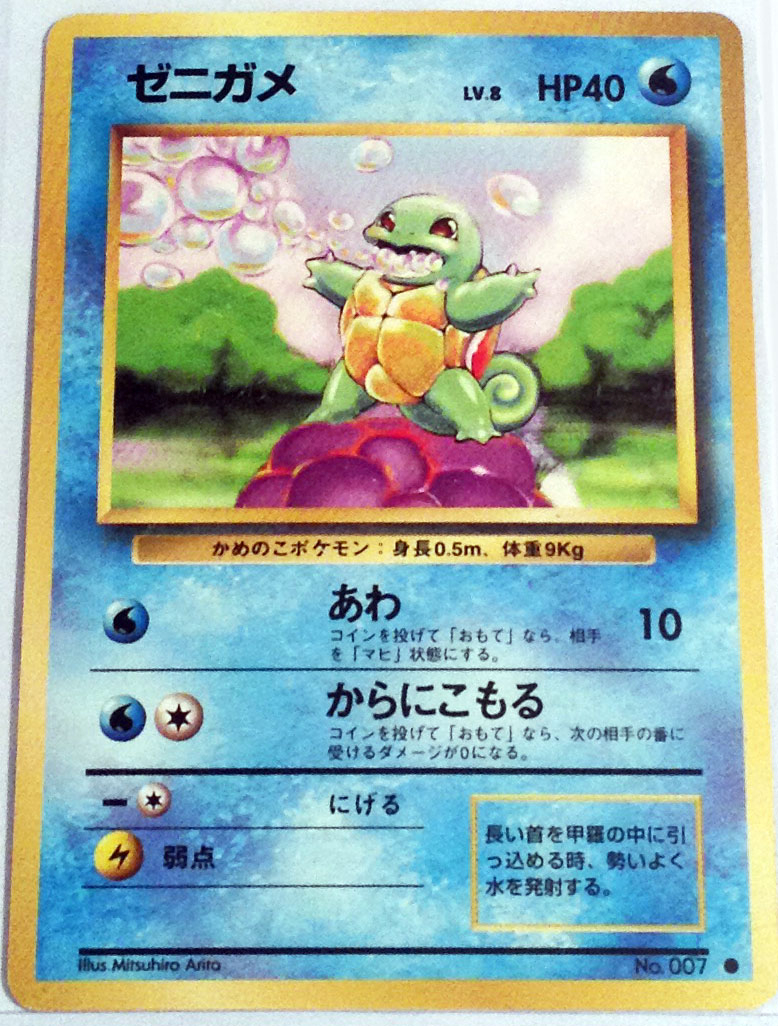 ゼニガメ LV.8 HP40
かめのこポケモン：身長0.5m、体重9Kg
あわ 10
コインを投げて「おもて」なら、相手
を「マヒ」状態にする。
からにこもる
コインを投げて「おもて」なら、次の相手の番に
受けるダメージが0になる。
にげる
弱点
長い首を甲羅の中に引
っ込める時、勢いよく
水を発射する。
Illus.Mitsuhiro Arita No. 007